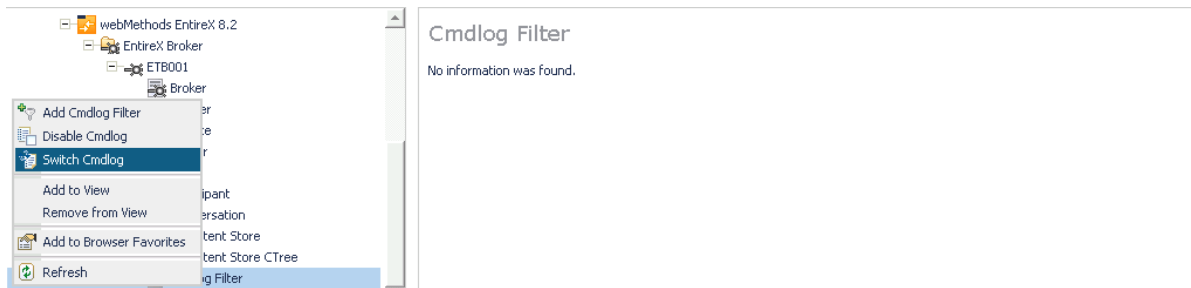 webMethods EntireX 8.2
EntireX Broker
ETB001
Broker
Add Cmdlog Filter
Disable Cmdlog
Switch Cmdlog
Add to View
Remove from View
Add to Browser Favorites
Refresh
er
te
r
ipant
ersation
tent Store
tent Store CTree
g Filter
Cmdlog Filter
No information was found.